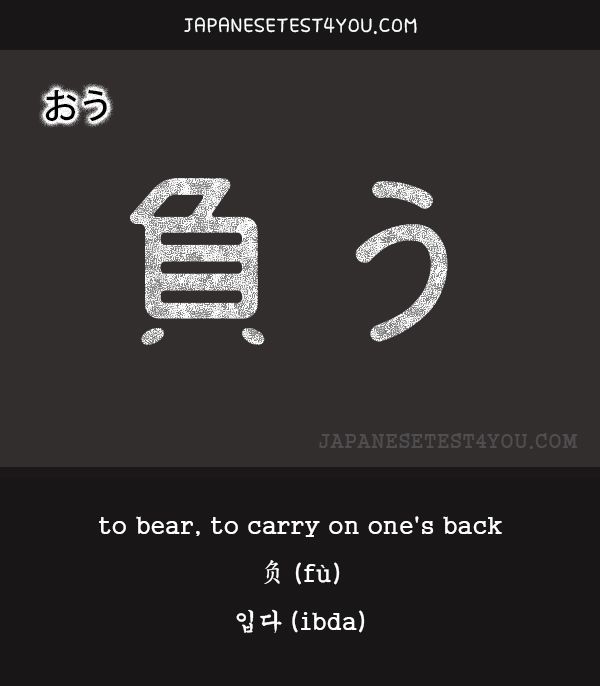 JAPANESETEST4YOU.COM
おう
負う
JAPANESETEST4YOU.COM
to bear, to carry on one's back
负 (fù)
입다 (ibda)